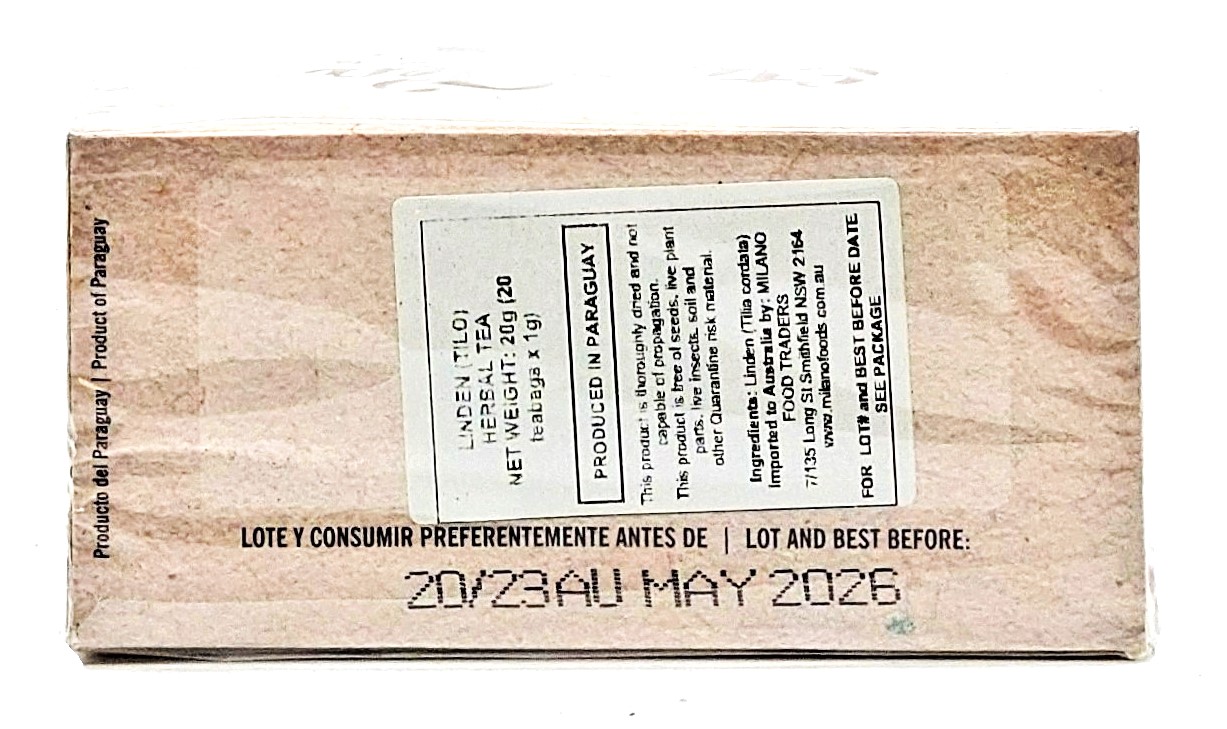 Producto del Paraguay | Product of Paraguay
LINDEN (TILO)
HERBAL TEA
NET WEIGHT: 20g (20
teabags x 1g)
PRODUCED IN PARAGUAY
This product is thoroughly dried and not
capable of propagation.
This product is free of seeds, live plant
parts, live insects, soil and
other Quarantine risk material.
Ingredients: Linden (Tilia cordata)
Imported to Australia by: MILANO
FOOD TRADERS
7/135 Long St Smithfield NSW 2164
www.milanofoods.com.au
FOR LOT# and BEST BEFORE DATE
SEE PACKAGE
LOTE Y CONSUMIR PREFERENTEMENTE ANTES DE | LOT AND BEST BEFORE:
20/23AU MAY 2026